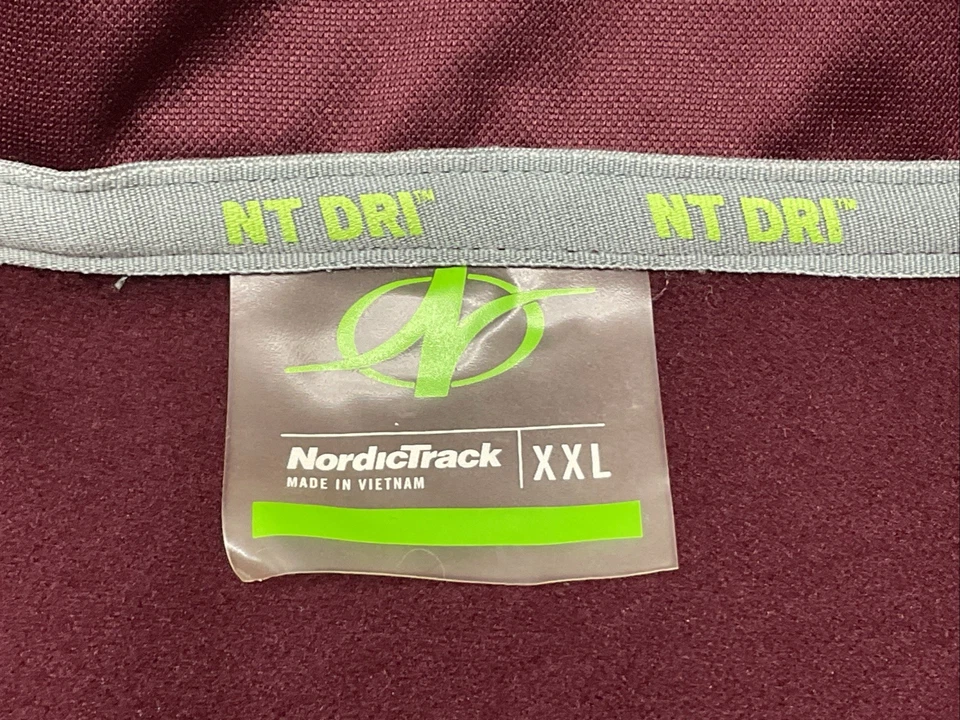 NT DRI™ NT DRI™
NordicTrack XXL
MADE IN VIETNAM